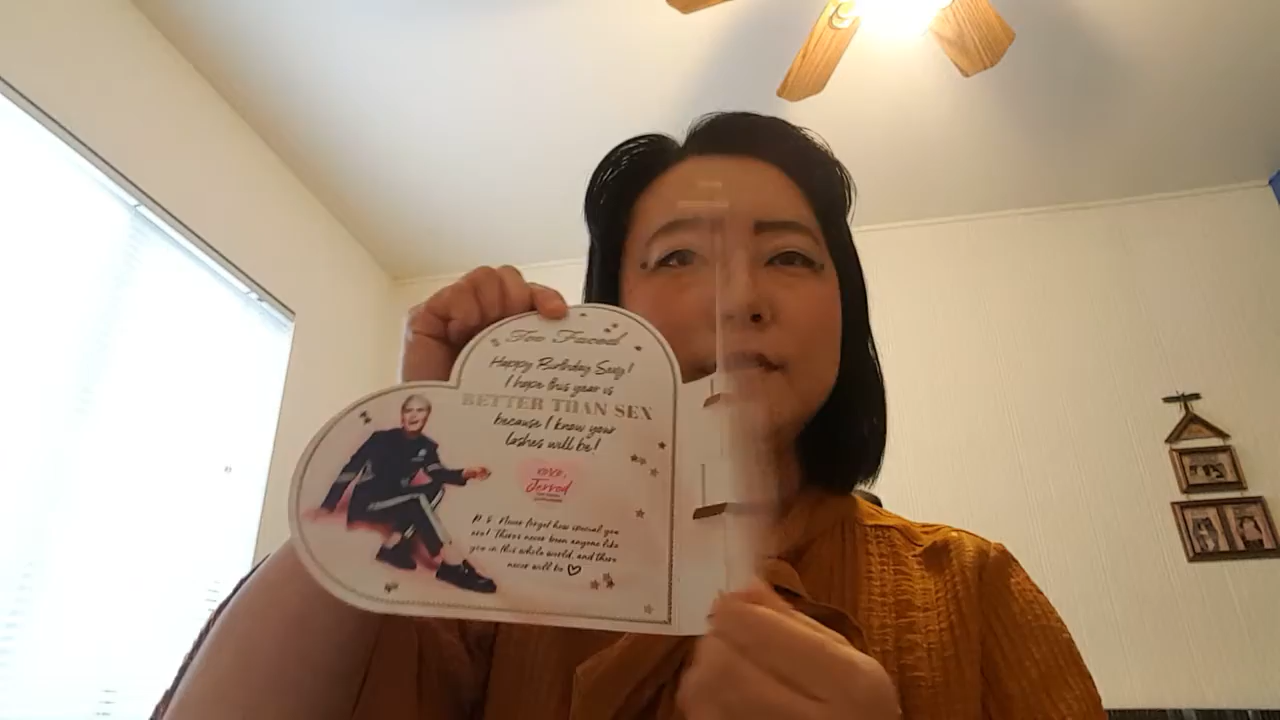 Too Faced
Happy Birthday Sexy!
I hope this year is
BETTER THAN SEX
because I know your
lashes will be!
xoxo,
Jerrod
P. S. Never forget how special you
are! There's never been anyone like
you in this whole world, and there
never will be